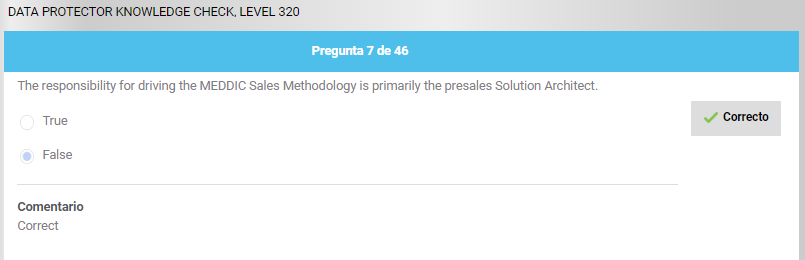 DATA PROTECTOR KNOWLEDGE CHECK, LEVEL 320
Pregunta 7 de 46
The responsibility for driving the MEDDIC Sales Methodology is primarily the presales Solution Architect.
True
Correcto
False
Comentario
Correct